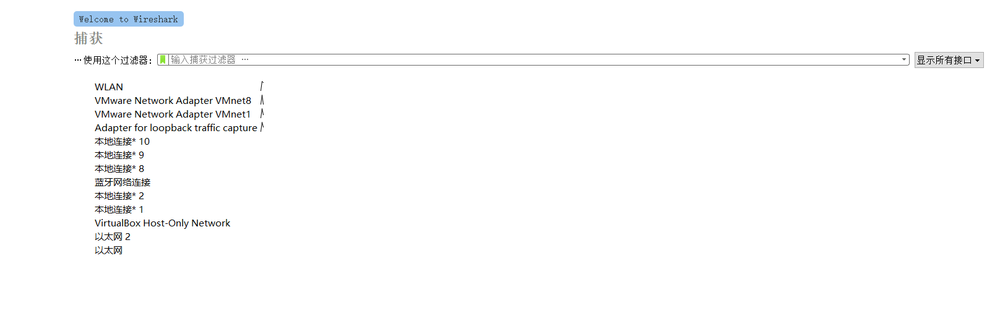 Welcome to Wireshark
捕获
…使用这个过滤器: 输入捕获过滤器 … 显示所有接口
WLAN
VMware Network Adapter VMnet8
VMware Network Adapter VMnet1
Adapter for loopback traffic capture
本地连接* 10
本地连接* 9
本地连接* 8
蓝牙网络连接
本地连接* 2
本地连接* 1
VirtualBox Host-Only Network
以太网 2
以太网